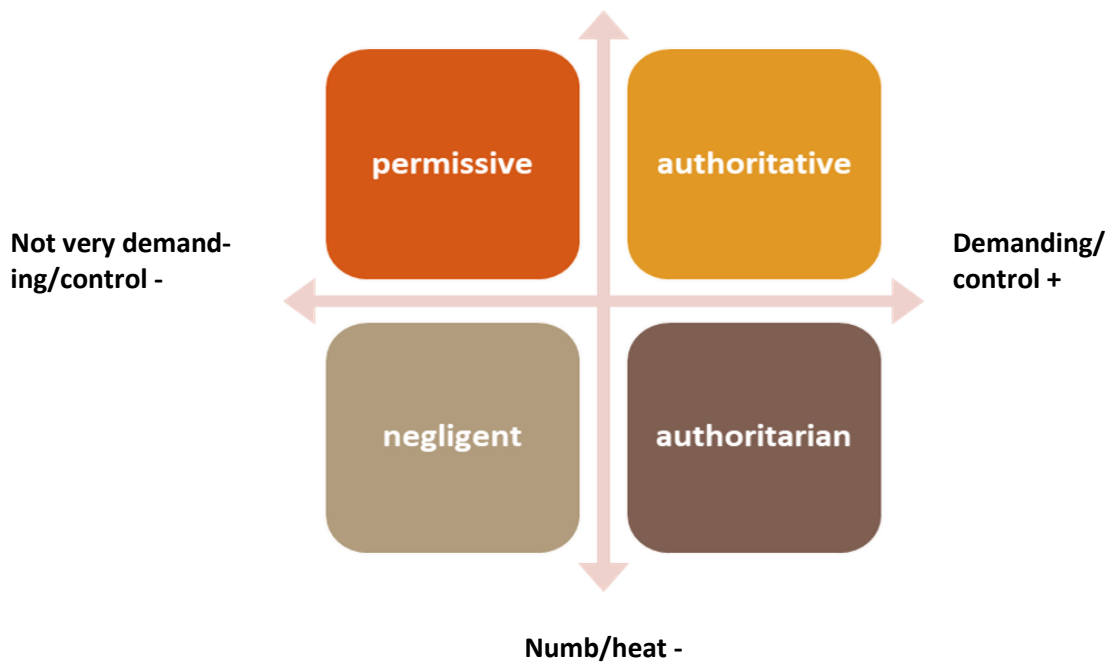 permissive
authoritative
Not very demand-
ing/control -
Demanding/
control +
negligent
authoritarian
Numb/heat -